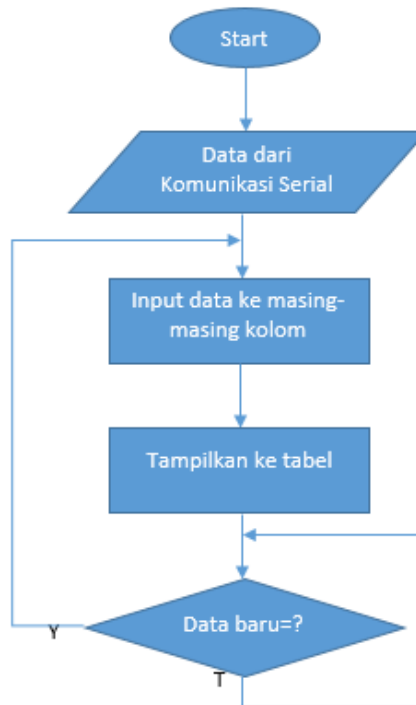 Start
Data dari
Komunikasi Serial
Input data ke masing-
masing kolom
Tampilkan ke tabel
Data baru=?
Y
T